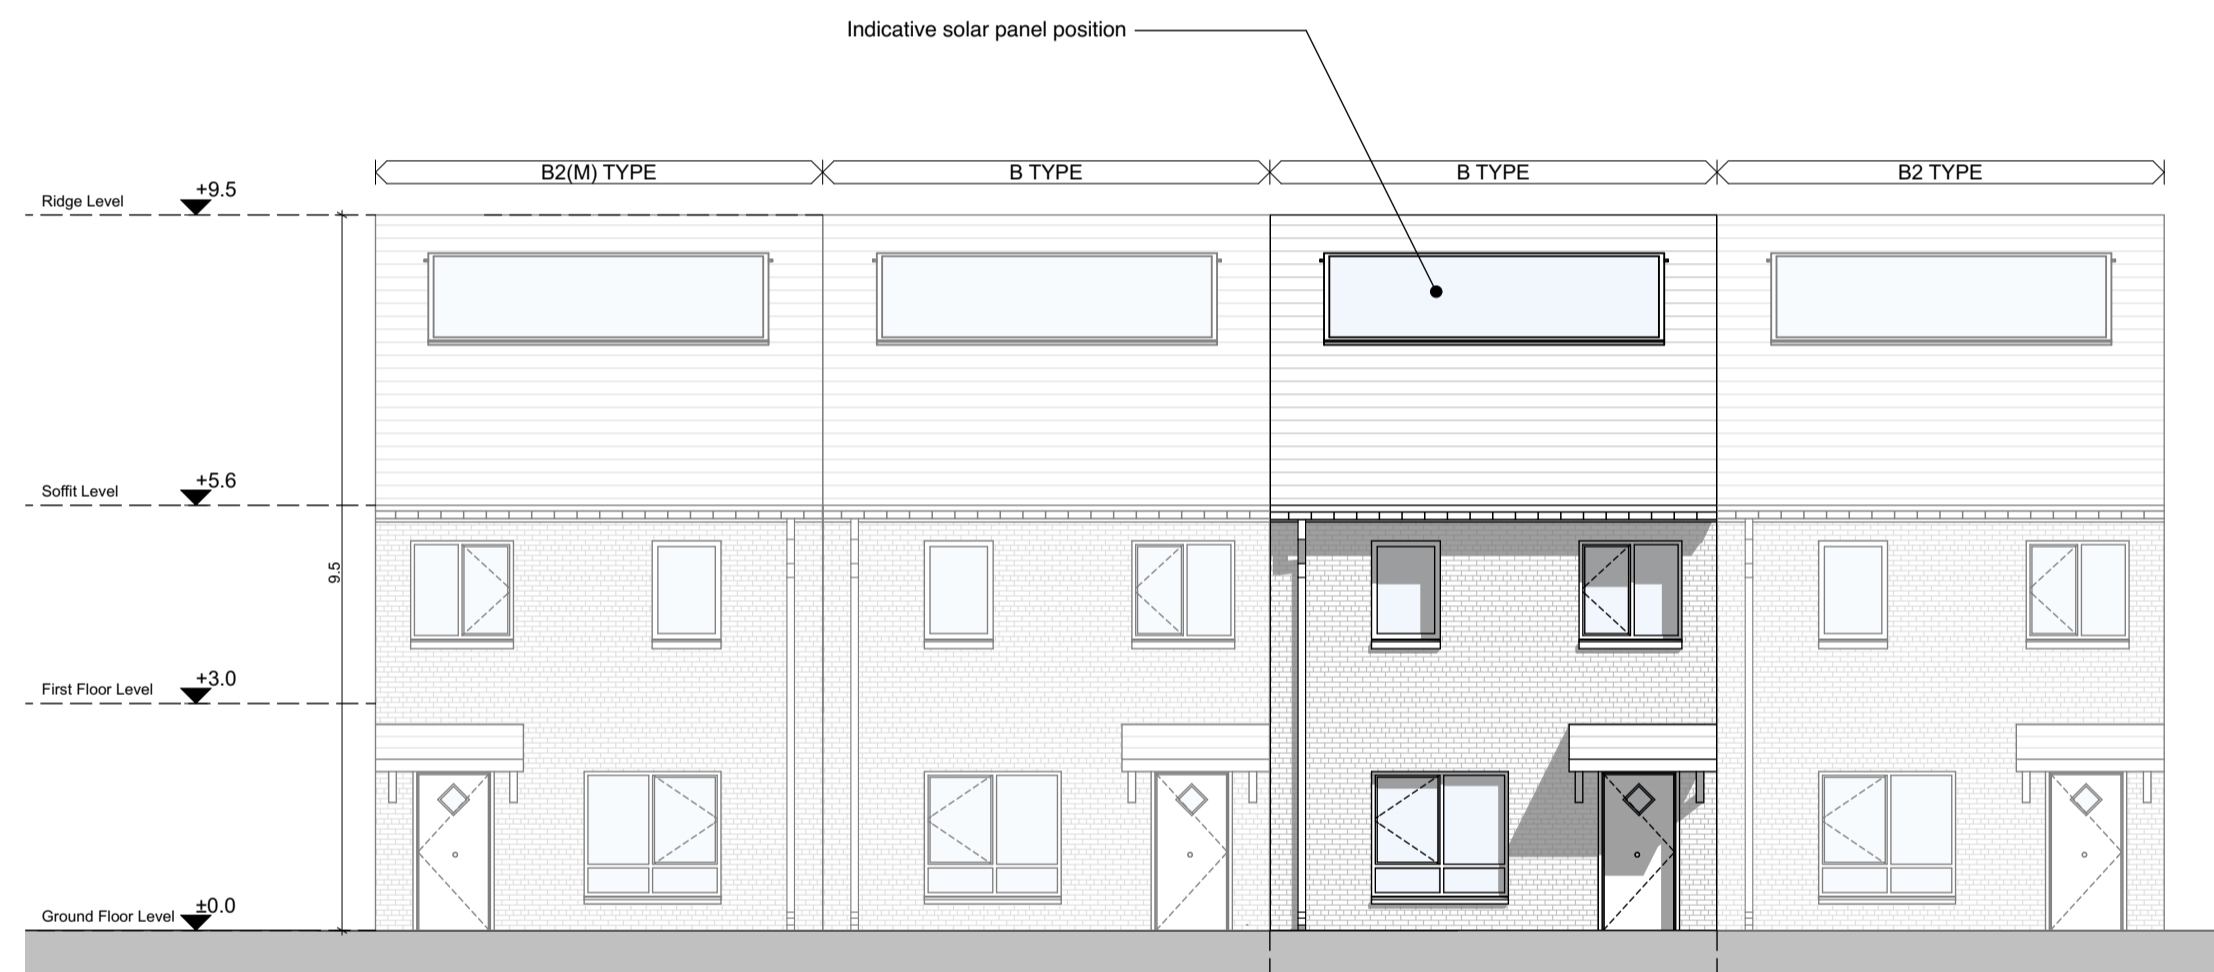 Indicative solar panel position
B2(M) TYPE
B TYPE
B TYPE
B2 TYPE
Ridge Level
+9.5
Soffit Level
+5.6
9.5
First Floor Level
+3.0
Ground Floor Level
±0.0